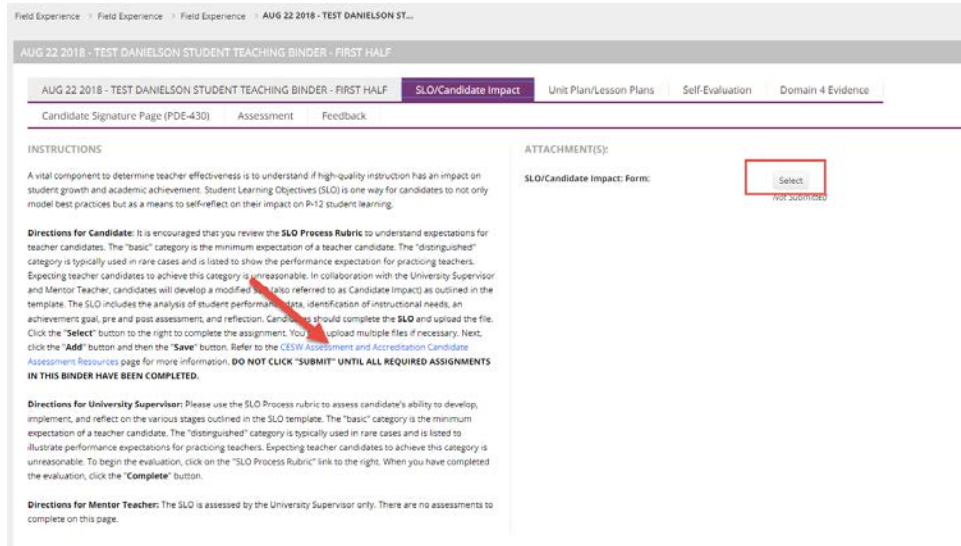 Field Experience > Field Experience > Field Experience > AUG 22 2018 - TEST DANIELSON ST...
AUG 22 2018 - TEST DANIELSON STUDENT TEACHING BINDER - FIRST HALF
AUG 22 2018 - TEST DANIELSON STUDENT TEACHING BINDER - FIRST HALF SLO/Candidate Impact Unit Plan/Lesson Plans Self-Evaluation Domain 4 Evidence
Candidate Signature Page (PDE-430) Assessment Feedback
INSTRUCTIONS
A vital component to determine teacher effectiveness is to understand if high-quality instruction has an impact on
student growth and academic achievement. Student Learning Objectives (SLO) is one way for candidates to not only
model best practices but as a means to self-reflect on their impact on P-12 student learning.
Directions for Candidate: It is encouraged that you review the SLO Process Rubric to understand expectations for
teacher candidates. The "basic" category is the minimum expectation of a teacher candidate. The "distinguished"
category is typically used in rare cases and is listed to show the performance expectation for practicing teachers.
Expecting teacher candidates to achieve this category is unreasonable. In collaboration with the University Supervisor
and Mentor Teacher, candidates will develop a modified (also referred to as Candidate Impact) as outlined in the
template. The SLO includes the analysis of student performance data, identification of instructional needs, an
achievement goal, pre and post assessment, and reflection. Candidates should complete the SLO and upload the file.
Click the "Select" button to the right to complete the assignment. You upload multiple files if necessary. Next,
click the "Add" button and then the "Save" button. Refer to the CESW Assessment and Accreditation Candidate
Assessment Resources page for more information. DO NOT CLICK "SUBMIT" UNTIL ALL REQUIRED ASSIGNMENTS
IN THIS BINDER HAVE BEEN COMPLETED.
Directions for University Supervisor: Please use the SLO Process rubric to assess candidate's ability to develop,
implement, and reflect on the various stages outlined in the SLO template. The "basic" category is the minimum
expectation of a teacher candidate. The "distinguished" category is typically used in rare cases and is listed to
illustrate performance expectations for practicing teachers. Expecting teacher candidates to achieve this category is
unreasonable. To begin the evaluation, click on the "SLO Process Rubric" link to the right. When you have completed
the evaluation, click the "Complete" button.
Directions for Mentor Teacher: The SLO is assessed by the University Supervisor only. There are no assessments to
complete on this page.
ATTACHMENT(S):
SLO/Candidate Impact: Form:
Select
Not Submitted